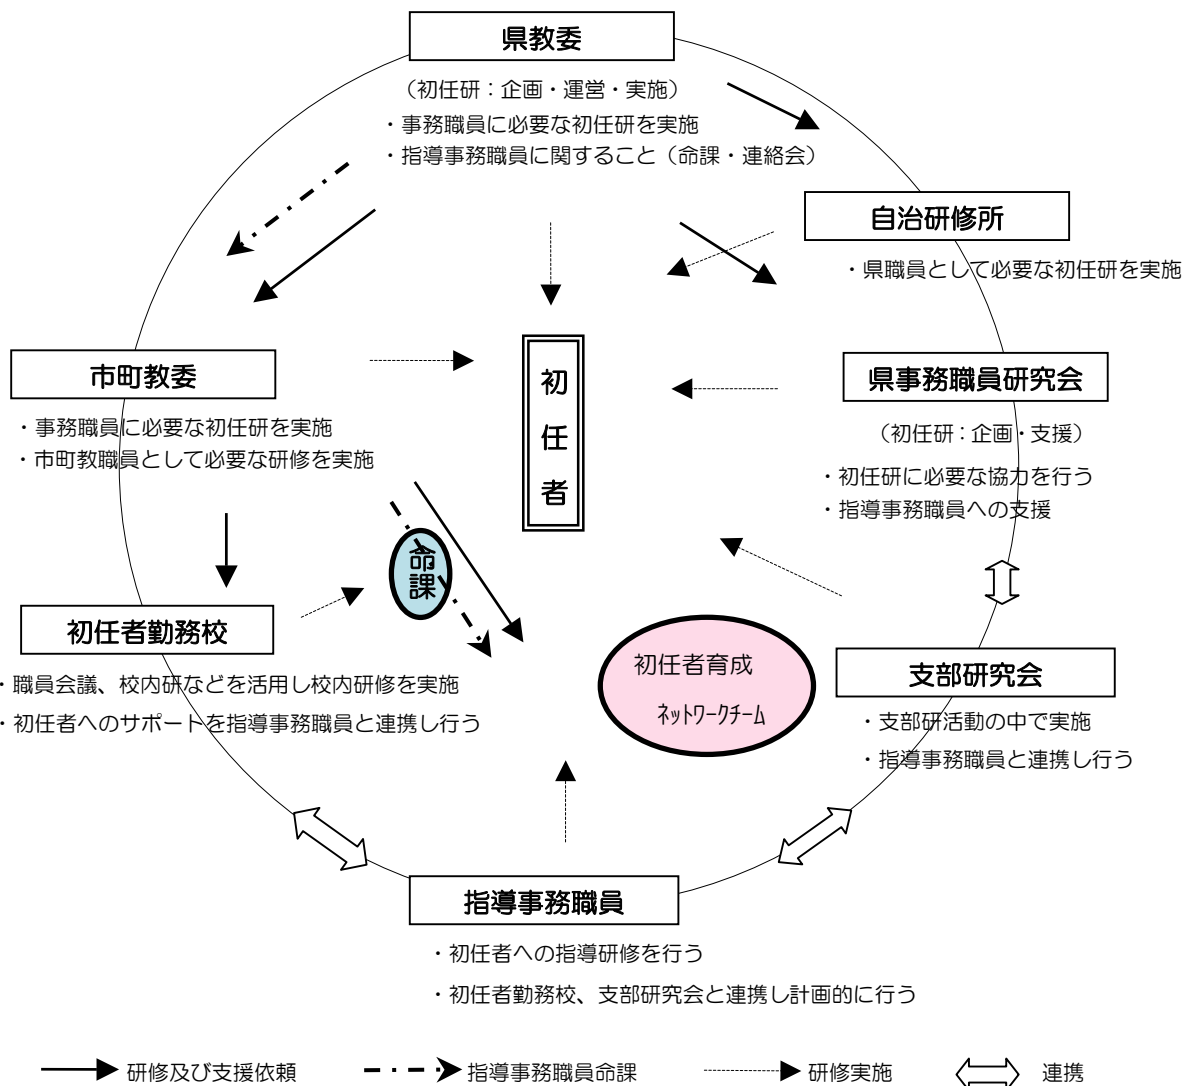 県教委
（初任研：企画・運営・実施）
・事務職員に必要な初任研を実施
・指導事務職員に関すること（命課・連絡会）
自治研修所
・県職員として必要な初任研を実施
市町教委
・事務職員に必要な初任研を実施
・市町教職員として必要な研修を実施
初任者
県事務職員研究会
（初任研：企画・支援）
・初任研に必要な協力を行う
・指導事務職員への支援
命課
初任者勤務校
・職員会議、校内研などを活用し校内研修を実施
・初任者へのサポートを指導事務職員と連携し行う
初任者育成
ﾈｯﾄﾜｰｸﾁｰﾑ
支部研究会
・支部研活動の中で実施
・指導事務職員と連携し行う
指導事務職員
・初任者への指導研修を行う
・初任者勤務校、支部研究会と連携し計画的に行う
研修及び支援依頼
指導事務職員命課
研修実施
連携